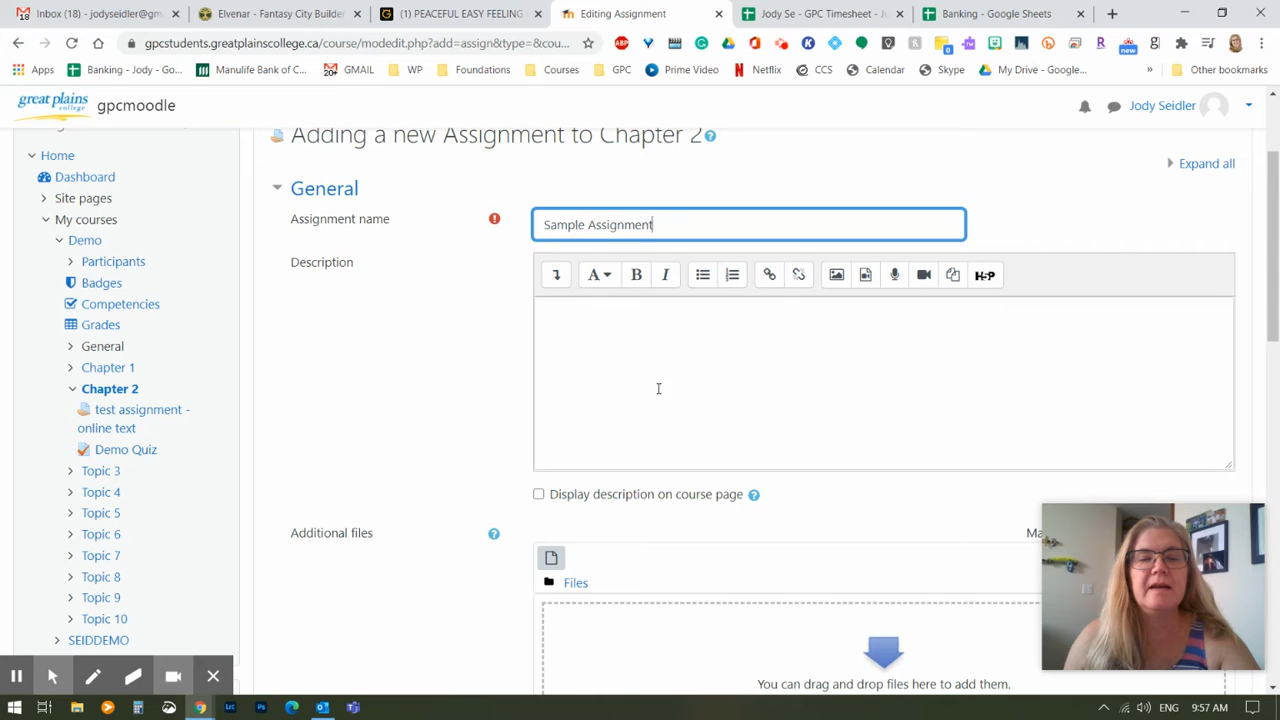 Inbox (18) - jodyseidler@gm
Elvenar - Fantasy City Builder
(1) PEACEFUL EASY FEELING
Editing Assignment
Jody Se - GPC Timesheet - Ju
Banking - Google Sheets
gpcstudents.greatplainscollege.ca/course/modedit.php?add=assign&type=&cou...
Apps
Banking - Jody - Go...
Manulife Bank of C...
GMAIL
WP
Foundations
Courses
GPC
Prime Video
Netflix
CCS
Calendar
Skype
My Drive - Google...
Other bookmarks
great plains college
gpcmoodle
Jody Seidler
Home
Dashboard
Site pages
My courses
Demo
Participants
Badges
Competencies
Grades
General
Chapter 1
Chapter 2
test assignment -
online text
Demo Quiz
Topic 3
Topic 4
Topic 5
Topic 6
Topic 7
Topic 8
Topic 9
Topic 10
SEIDDEMO
Adding a new Assignment to Chapter 2
Expand all
General
Assignment name
Sample Assignment
Description
A B I
H-P
Display description on course page
Additional files
Ma
Files
You can drag and drop files here to add them.
ENG 9:57 AM